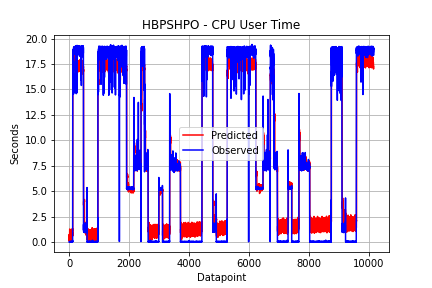 HBPSHPO - CPU User Time
20.0
17.5
15.0
12.5
10.0
7.5
5.0
2.5
0.0
Seconds
Predicted
Observed
0 2000 4000 6000 8000 10000
Datapoint